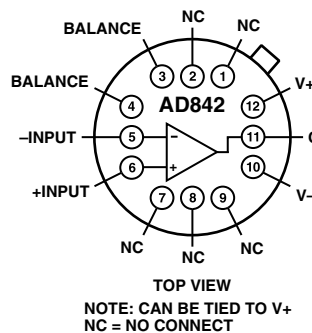 NC
NC
BALANCE
3
2
1
BALANCE
4
AD842
12
V+
–INPUT
5
–
11
+INPUT
6
+
10
V–
7
8
9
NC
NC
NC
TOP VIEW
NOTE: CAN BE TIED TO V+
NC = NO CONNECT